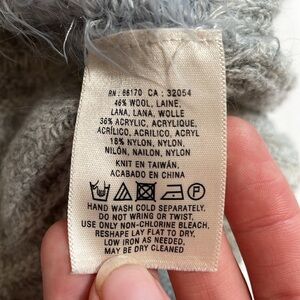 RN : 66170 CA : 32054
46% WOOL, LAINE,
LANA, LANA, WOLLE
36% ACRYLIC, ACRYLIQUE,
ACRÍLICO, ACRILICO, ACRYL
18% NYLON, NYLON,
NILÓN, NAILON, NYLON
KNIT EN TAIWÁN.
ACABADO EN CHINA
P
HAND WASH COLD SEPARATELY.
DO NOT WRING OR TWIST,
USE ONLY NON-CHLORINE BLEACH,
RESHAPE LAY FLAT TO DRY,
LOW IRON AS NEEDED,
MAY BE DRY CLEANED